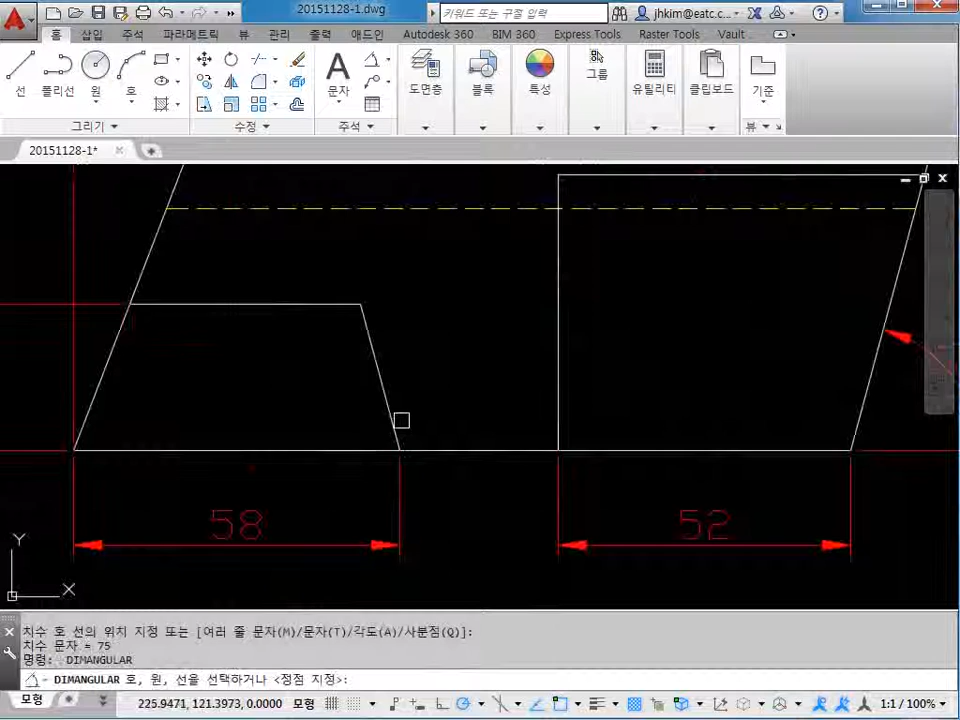 20151128-1.dwg 키워드 또는 구절 입력 jhkim@eatc....
홈 삽입 주석 파라메트릭 뷰 관리 출력 애드인 Autodesk 360 BIM 360 Express Tools Raster Tools Vault
선 폴리선 원 호 문자 도면층 블록 특성 그룹 유틸리티 클립보드 기준
그리기 수정 주석 뷰
20151128-1*
58 52
Y
X
치수 호 선의 위치 지정 또는 [여러 줄 문자(M)/문자(T)/각도(A)/사분점(Q)]:
치수 문자 = 75
명령: DIMANGULAR
DIMANGULAR 호, 원, 선을 선택하거나 <정점 지정>:
모형 225.9471, 121.3973, 0.0000 모형 1:1 / 100%